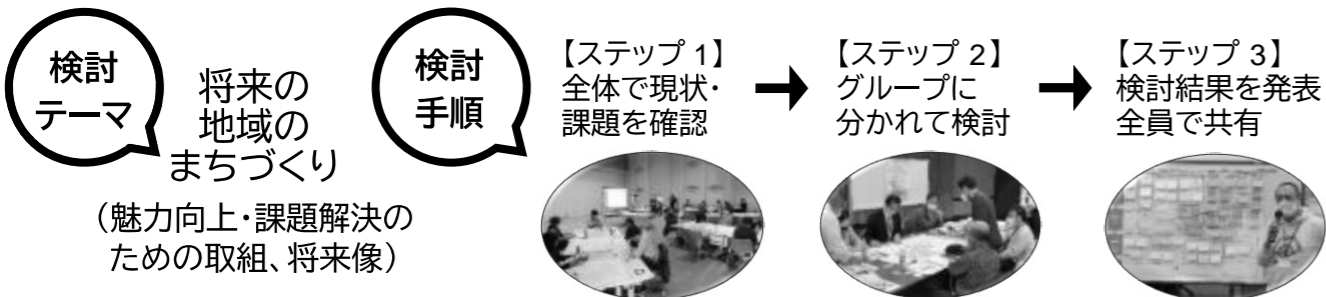 検討
テーマ
将来の
地域の
まちづくり
（魅力向上・課題解決の
ための取組、将来像）
検討
手順
【ステップ 1】
全体で現状・
課題を確認
【ステップ 2】
グループに
分かれて検討
【ステップ 3】
検討結果を発表
全員で共有